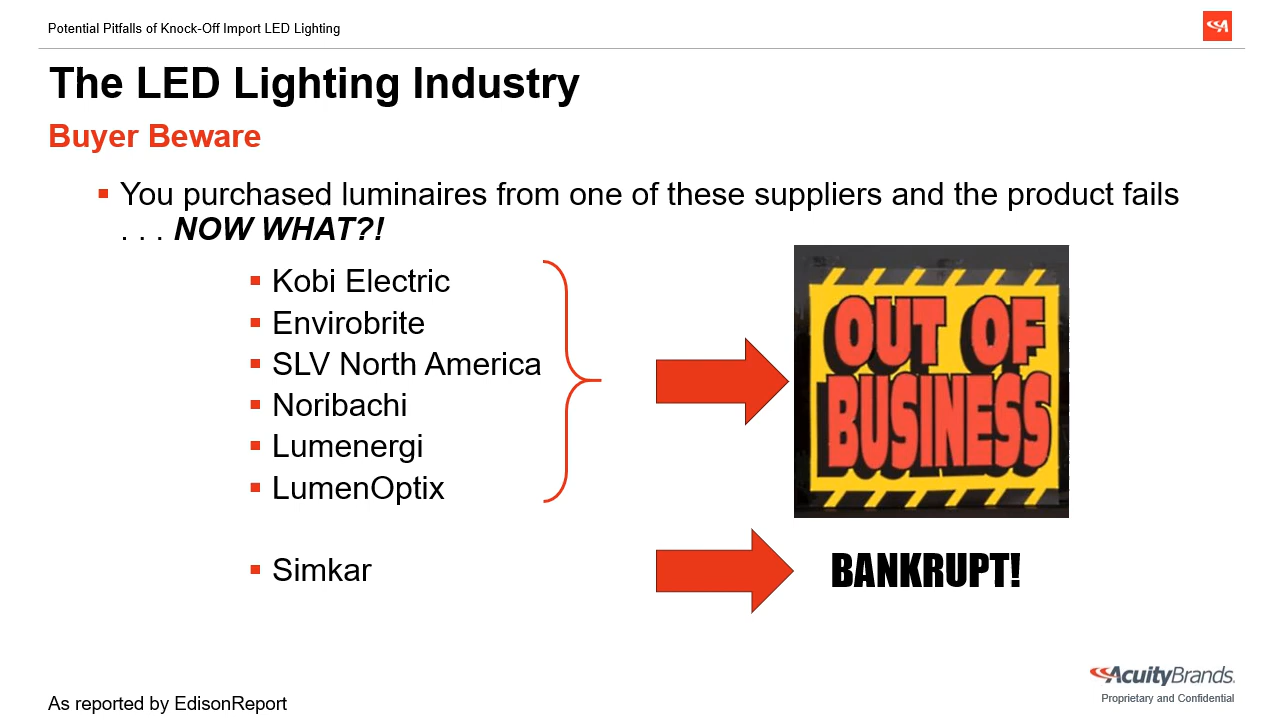 Potential Pitfalls of Knock-Off Import LED Lighting
The LED Lighting Industry
Buyer Beware
You purchased luminaires from one of these suppliers and the product fails
. . . NOW WHAT?!
Kobi Electric
Envirobrite
SLV North America
Noribachi
Lumenergi
LumenOptix
OUT OF
BUSINESS
Simkar
BANKRUPT!
AcuityBrands.
Proprietary and Confidential
As reported by EdisonReport